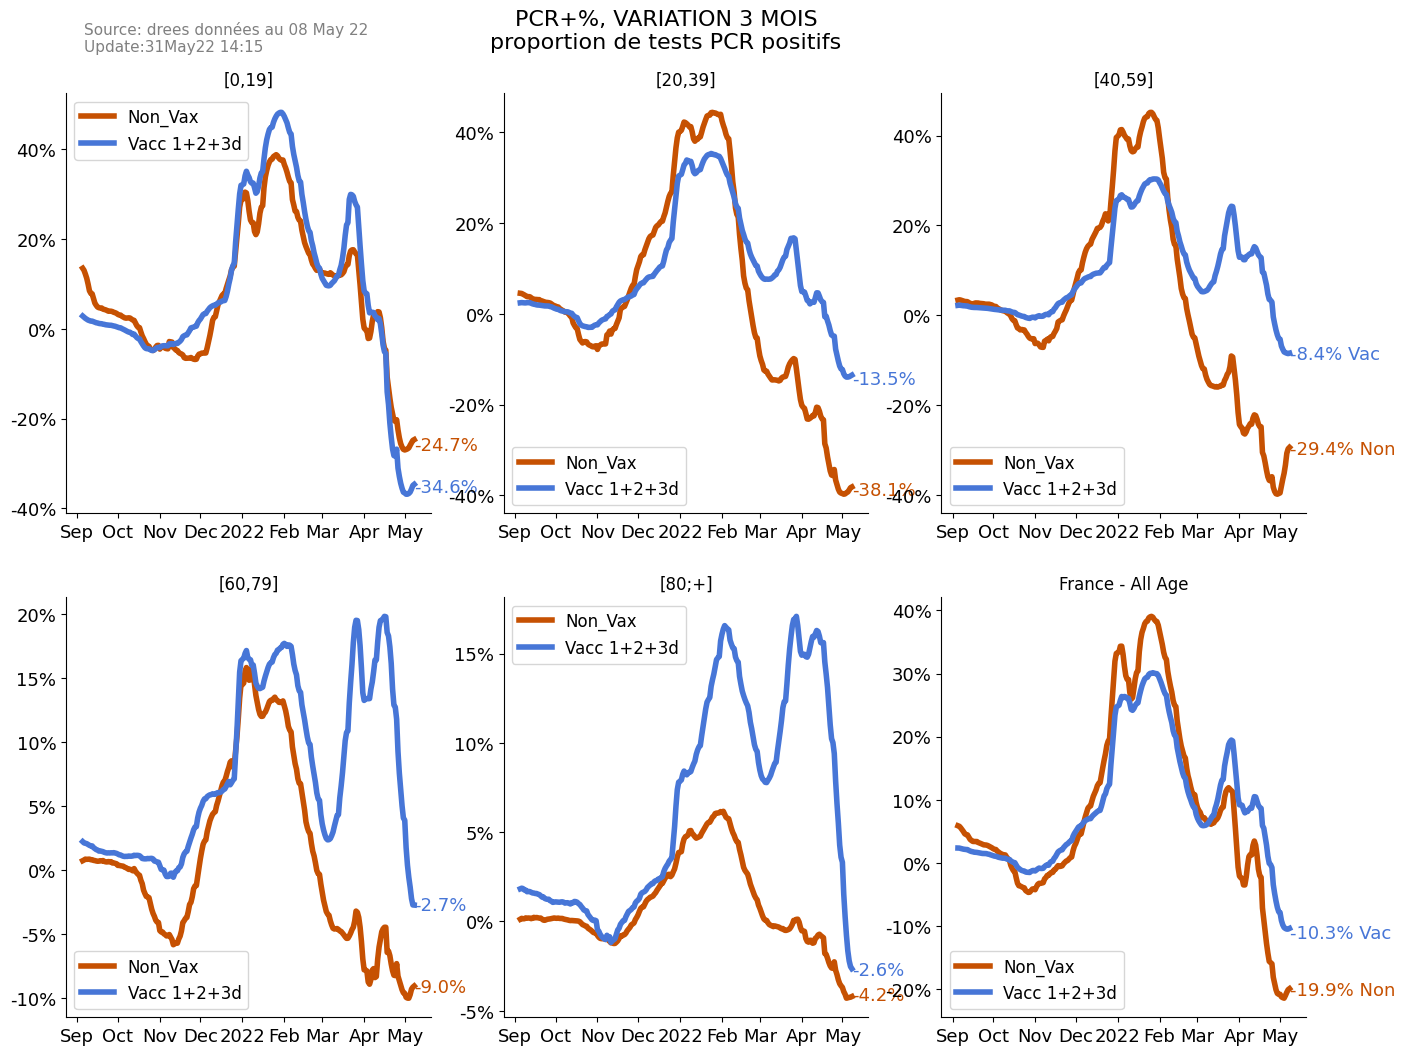 PCR+%, VARIATION 3 MOIS
proportion de tests PCR positifs
Source: drees données au 08 May 22
Update:31May22 14:15
[0,19]
Non_Vax
Vacc 1+2+3d
40%
20%
0%
-20%
-40%
-24.7%
-34.6%
Sep Oct Nov Dec 2022 Feb Mar Apr May
[20,39]
40%
20%
0%
-20%
-40%
-13.5%
-38.1%
Non_Vax
Vacc 1+2+3d
Sep Oct Nov Dec 2022 Feb Mar Apr May
[40,59]
40%
20%
0%
-20%
-40%
-8.4% Vac
-29.4% Non
Non_Vax
Vacc 1+2+3d
Sep Oct Nov Dec 2022 Feb Mar Apr May
[60,79]
20%
15%
10%
5%
0%
-5%
-10%
-2.7%
-9.0%
Non_Vax
Vacc 1+2+3d
Sep Oct Nov Dec 2022 Feb Mar Apr May
[80;+]
Non_Vax
Vacc 1+2+3d
15%
10%
5%
0%
-5%
-2.6%
-4.2%
Sep Oct Nov Dec 2022 Feb Mar Apr May
France - All Age
40%
30%
20%
10%
0%
-10%
-20%
-10.3% Vac
-19.9% Non
Non_Vax
Vacc 1+2+3d
Sep Oct Nov Dec 2022 Feb Mar Apr May